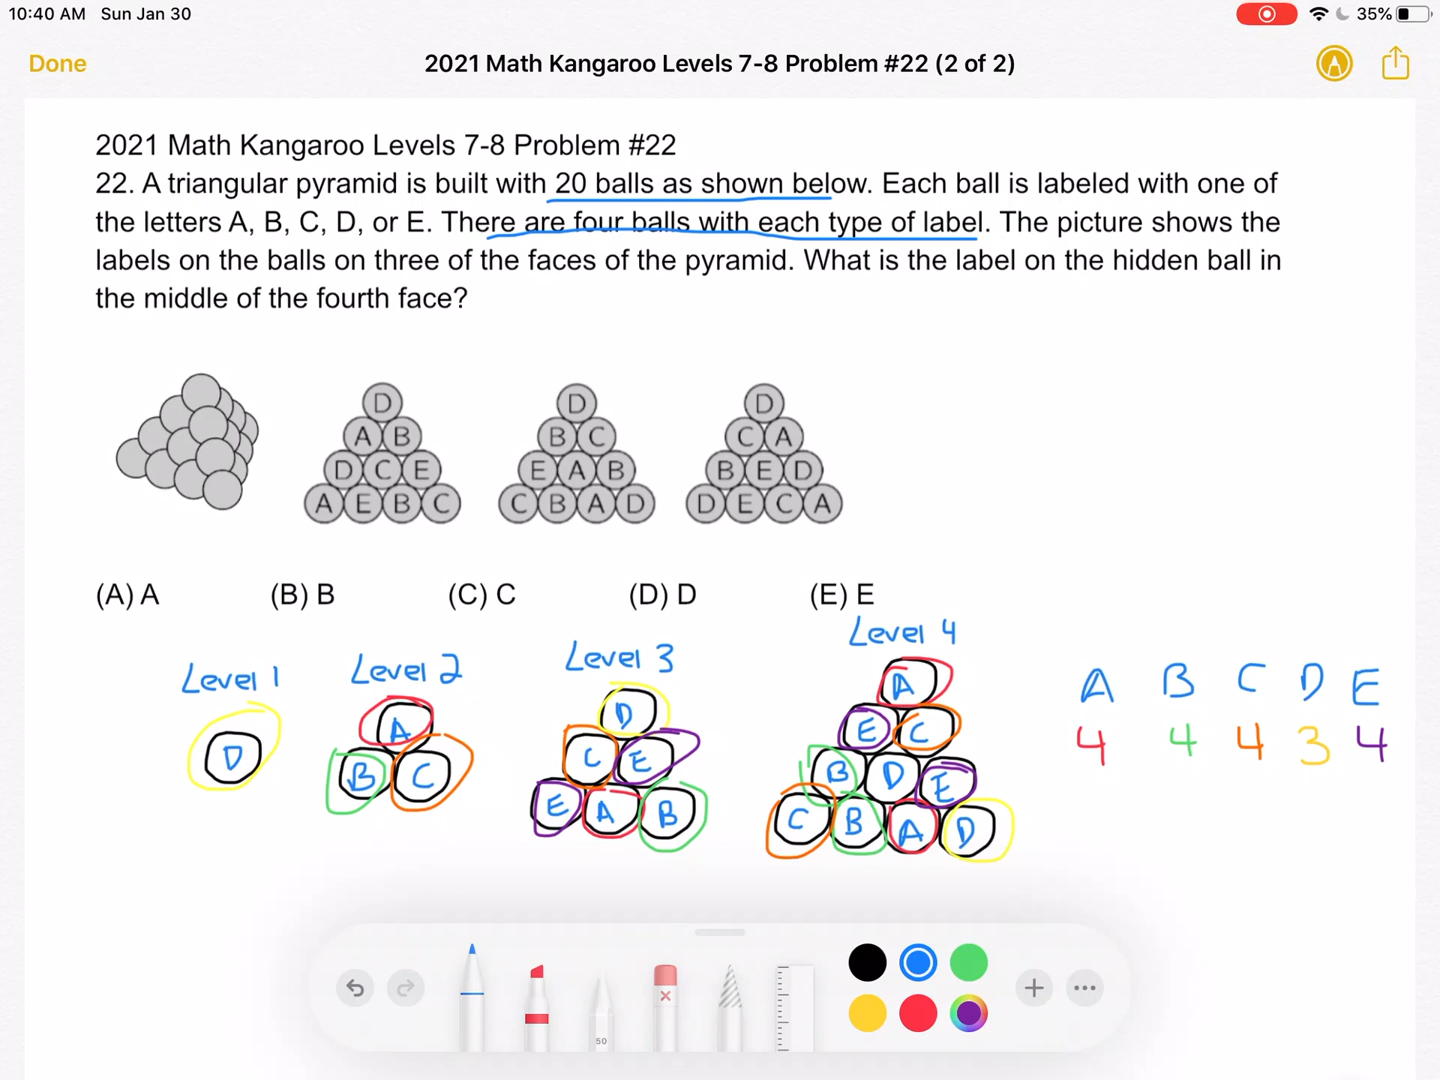 10:40 AM Sun Jan 30
35%
Done
2021 Math Kangaroo Levels 7-8 Problem #22 (2 of 2)
2021 Math Kangaroo Levels 7-8 Problem #22
22. A triangular pyramid is built with 20 balls as shown below. Each ball is labeled with one of
the letters A, B, C, D, or E. There are four balls with each type of label. The picture shows the
labels on the balls on three of the faces of the pyramid. What is the label on the hidden ball in
the middle of the fourth face?
D D D
A B B C C A
D C E E A B B E D
A E B C C B A D D E C A
(A) A (B) B (C) C (D) D (E) E
Level 1 Level 2 Level 3 Level 4
D
A
B C
D
C E
E A B
A
E C
B D E
C B A D
A B C D E
4 4 4 3 4
50